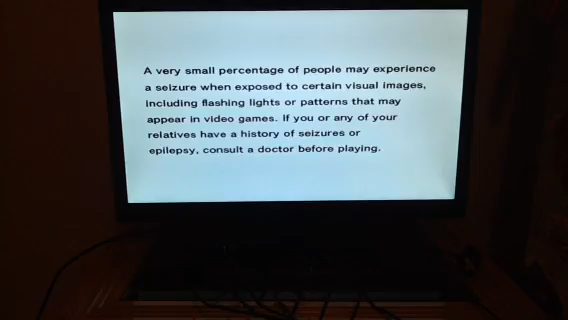 A very small percentage of people may experience
a seizure when exposed to certain visual images,
including flashing lights or patterns that may
appear in video games. If you or any of your
relatives have a history of seizures or
epilepsy, consult a doctor before playing.